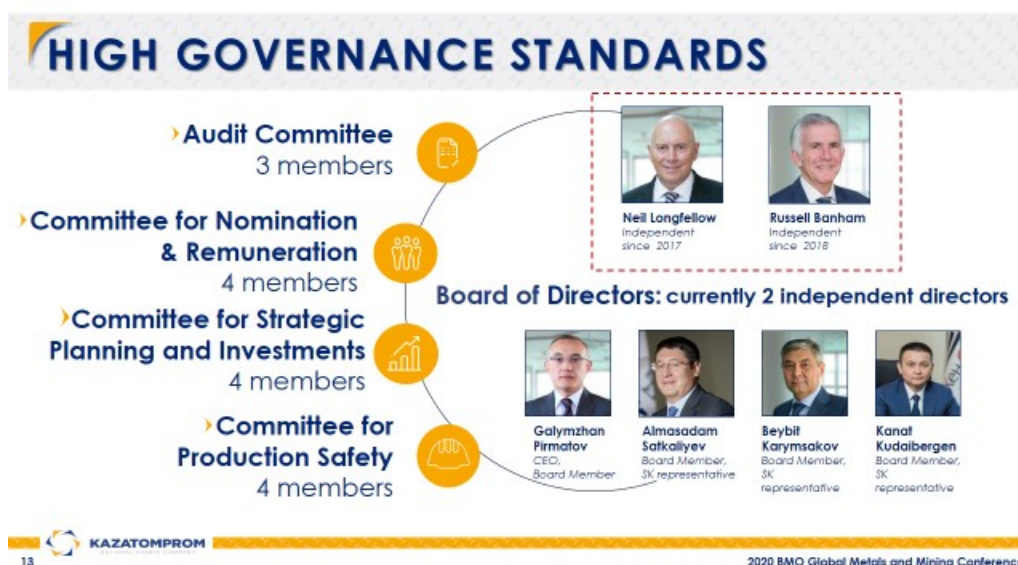 HIGH GOVERNANCE STANDARDS
Audit Committee
3 members
Committee for Nomination
& Remuneration
4 members
Committee for Strategic
Planning and Investments
4 members
Committee for
Production Safety
4 members
Neil Longfellow
Independent
since 2017
Russell Banham
Independent
since 2018
Board of Directors: currently 2 independent directors
Galymzhan
Pirmatov
CEO,
Board Member
Almasadam
Satkaliyev
Board Member,
SK representative
Beybit
Karymsakov
Board Member,
SK
representative
Kanat
Kudaibergen
Board Member,
SK
representative
KAZATOMPROM
NATIONAL ATOMIC COMPANY
13
2020 BMO Global Metals and Mining Conference